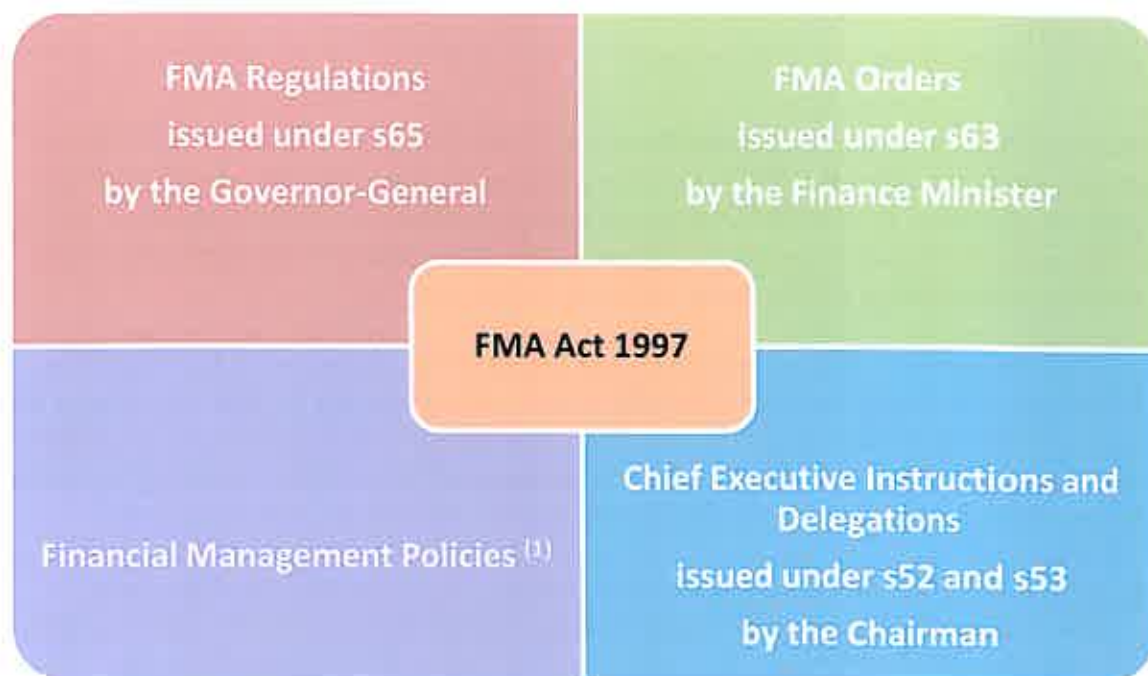 FMA Regulations
issued under s65
by the Governor-General
FMA Orders
issued under s63
by the Finance Minister
FMA Act 1997
Financial Management Policies (1)
Chief Executive Instructions and
Delegations
issued under s52 and s53
by the Chairman